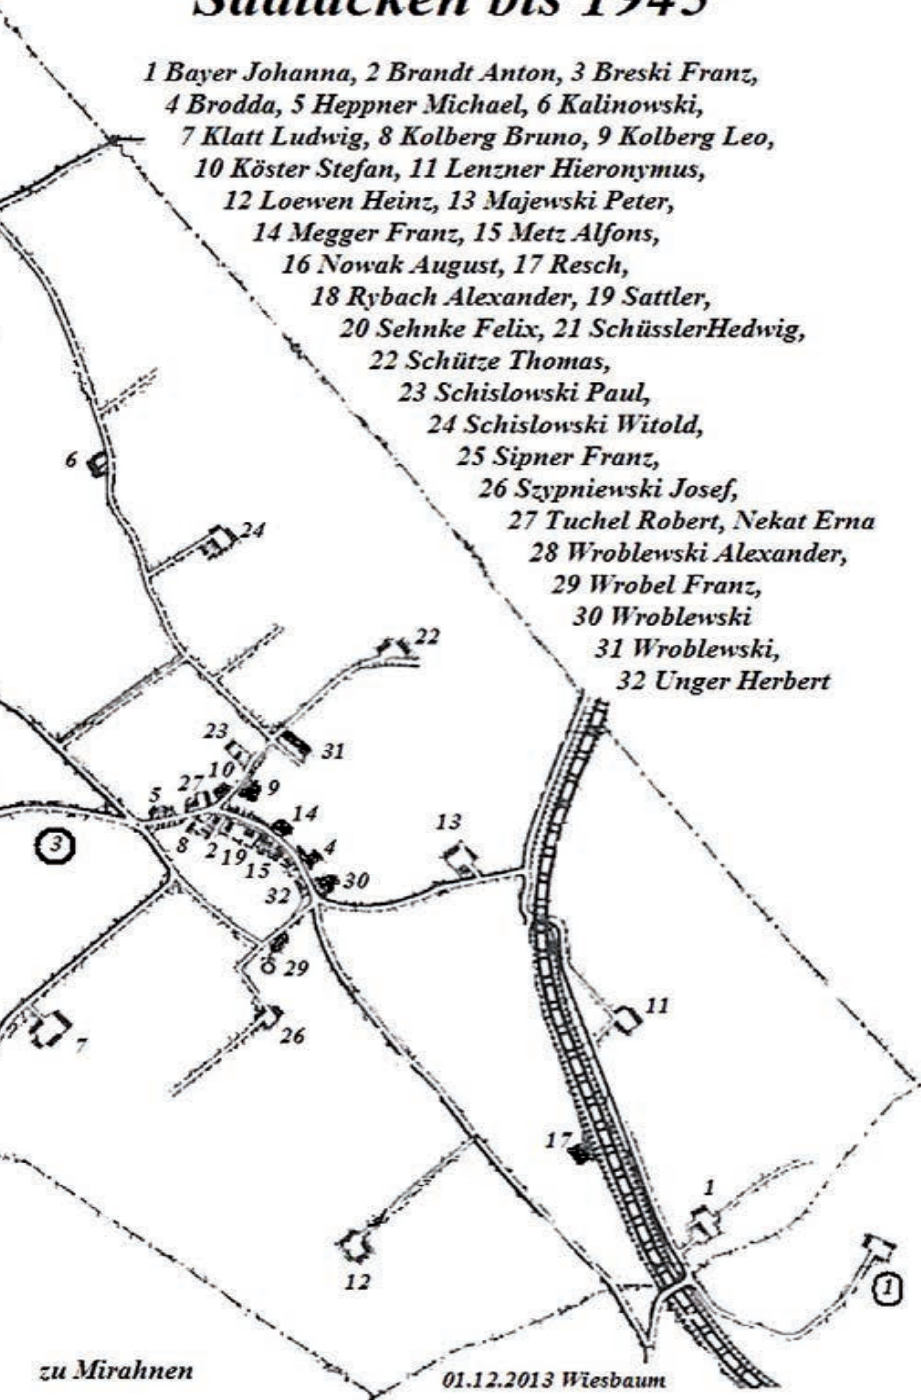 bis 1945
1 Bayer Johanna, 2 Brandt Anton, 3 Breski Franz,
4 Brodda, 5 Heppner Michael, 6 Kalinowski,
7 Klatt Ludwig, 8 Kolberg Bruno, 9 Kolberg Leo,
10 Köster Stefan, 11 Lenzner Hieronymus,
12 Loewen Heinz, 13 Majewski Peter,
14 Megger Franz, 15 Metz Alfons,
16 Nowak August, 17 Resch,
18 Rybach Alexander, 19 Sattler,
20 Sehnke Felix, 21 SchüsslerHedwig,
22 Schütze Thomas,
23 Schislowski Paul,
24 Schislowski Witold,
25 Sipner Franz,
26 Szypniewski Josef,
27 Tuchel Robert, Nekat Erna
28 Wroblewski Alexander,
29 Wrobel Franz,
30 Wroblewski
31 Wroblewski,
32 Unger Herbert
6
24
22
23
31
10
27
9
5
14
13
3
8
2
19
4
15
32
30
29
11
26
7
17
1
12
1
zu Mirahnen
01.12.2013 Wiesbaum